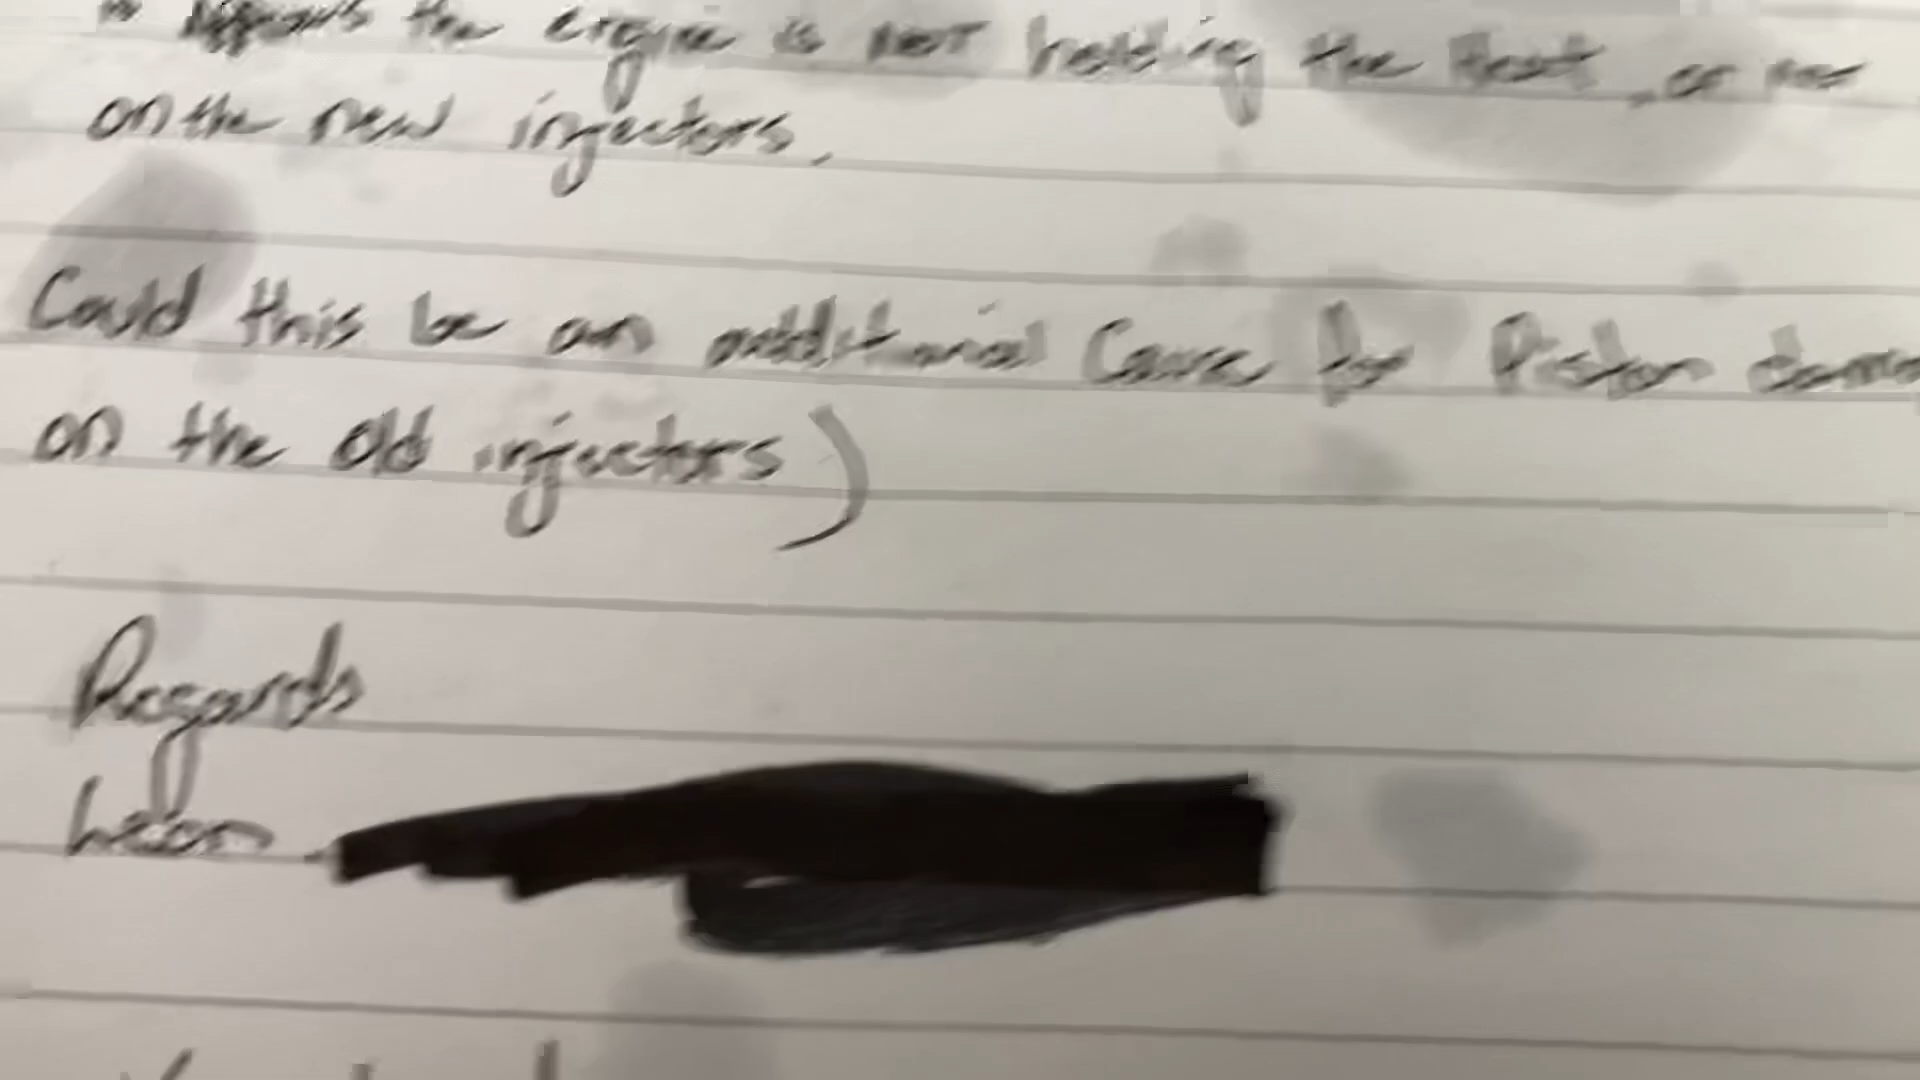 the engine is not holding the Heat, or not
on the new injectors.
Could this be an additional Cause for Piston
on the old injectors)
Regards
Leon